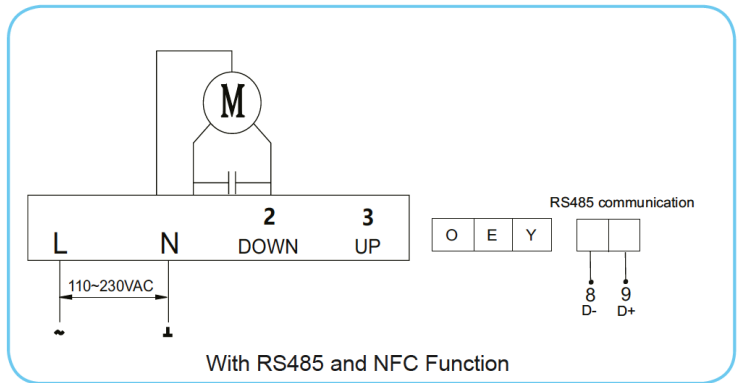 M
2 3
L N DOWN UP
O E Y
RS485 communication
110~230VAC
8 9
D- D+
~
With RS485 and NFC Function